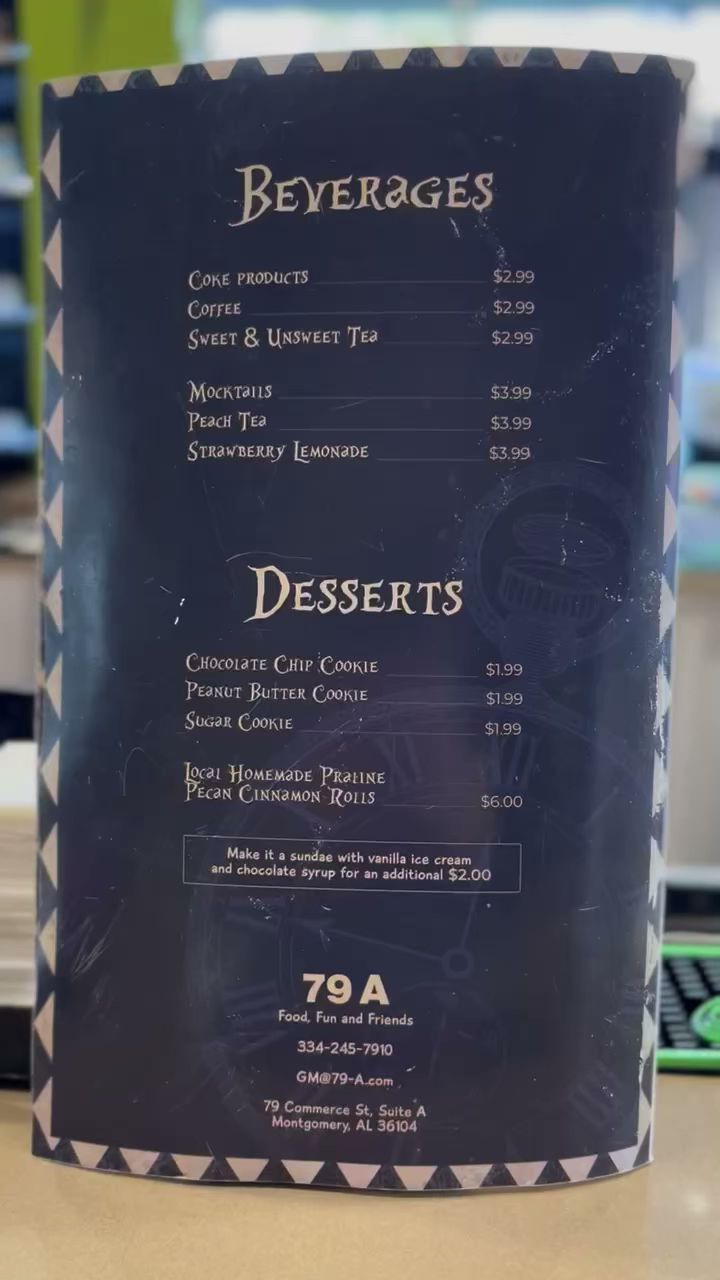 BEVERAGES
COKE PRODUCTS $2.99
COFFEE $2.99
SWEET & UNSWEET TEA $2.99
MOCKTAILS $3.99
PEACH TEA $3.99
STRAWBERRY LEMONADE $3.99
DESSERTS
CHOCOLATE CHIP COOKIE $1.99
PEANUT BUTTER COOKIE $1.99
SUGAR COOKIE $1.99
LOCAL HOMEMADE PRALINE
PECAN CINNAMON ROLLS $6.00
Make it a sundae with vanilla ice cream
and chocolate syrup for an additional $2.00
79 A
Food, Fun and Friends
334-245-7910
GM@79-A.com
79 Commerce St, Suite A
Montgomery, AL 36104